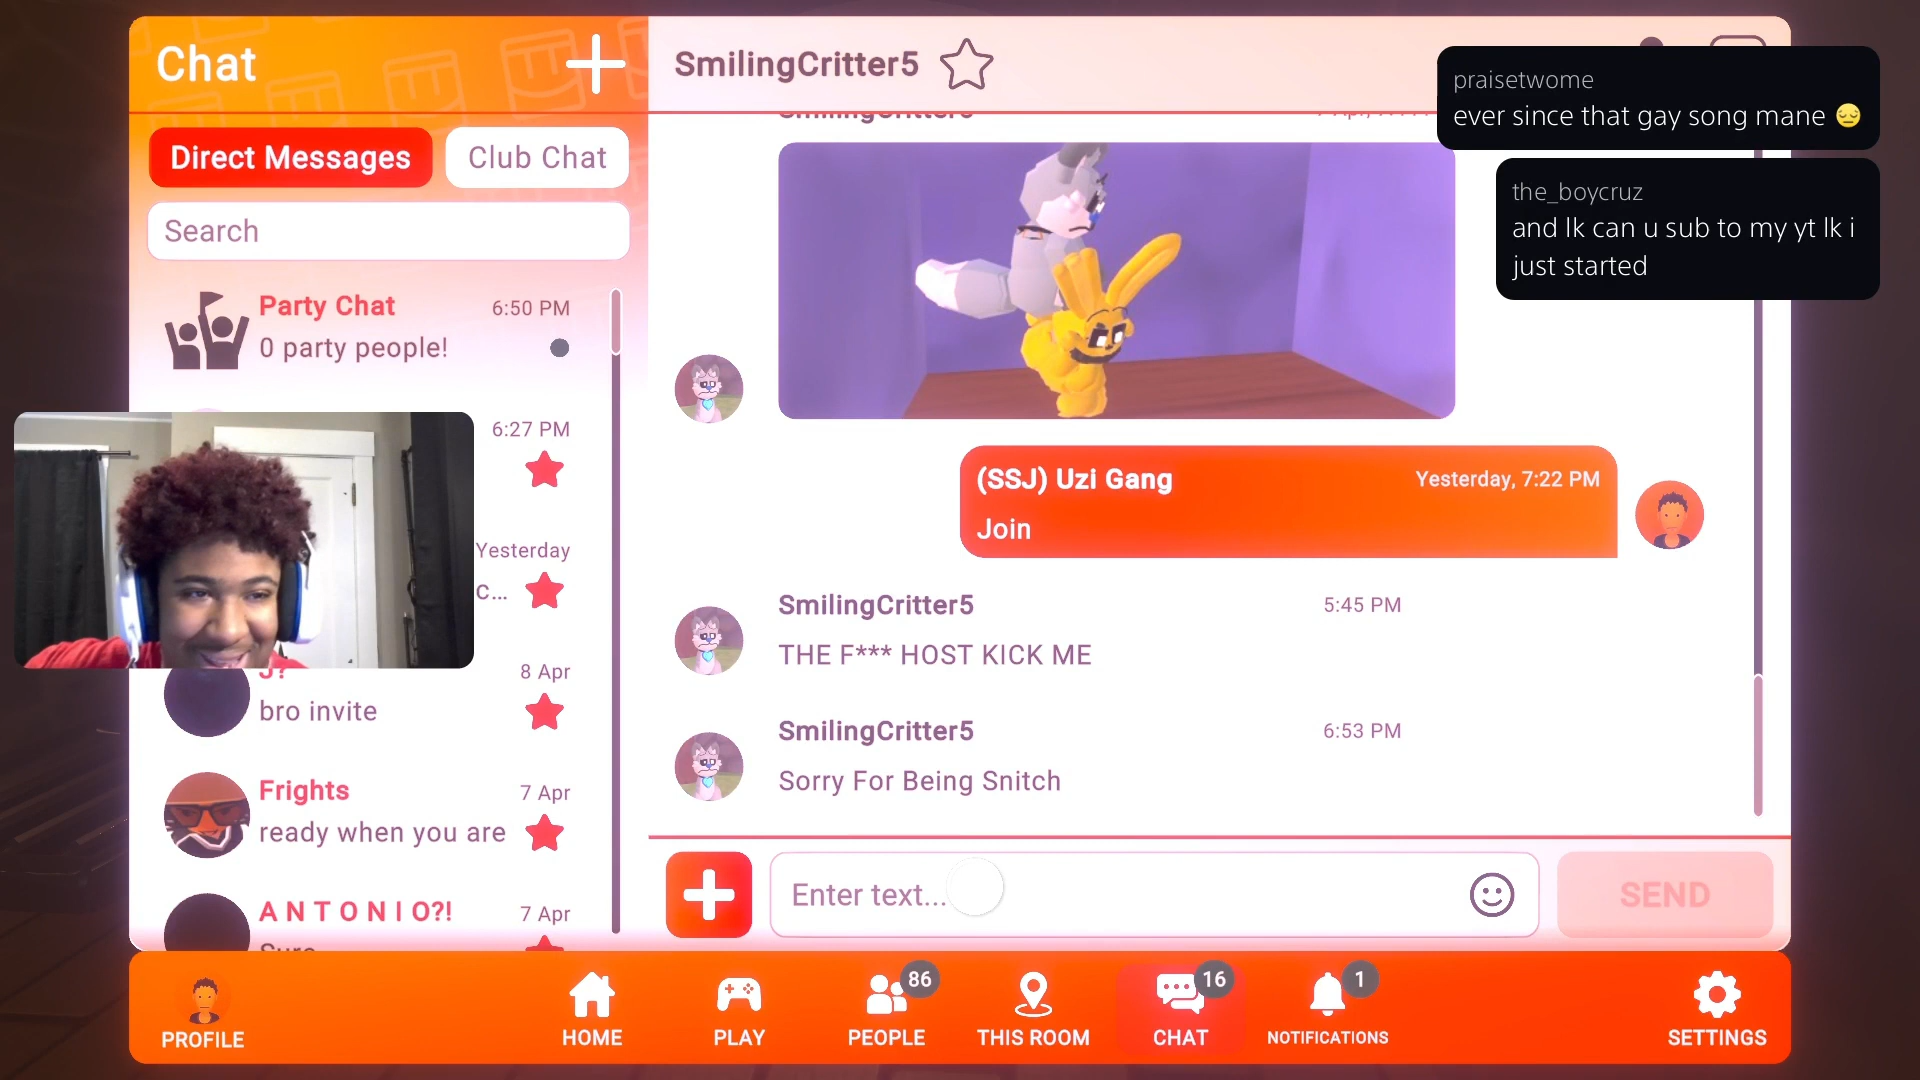 Chat
Direct Messages
Club Chat
Search
Party Chat
6:50 PM
0 party people!
6:27 PM
Yesterday
C...
J?
8 Apr
bro invite
Frights
7 Apr
ready when you are
A N T O N I O?!
7 Apr
Sure
SmilingCritter5
SmilingCritter5
(SSJ) Uzi Gang
Yesterday, 7:22 PM
Join
SmilingCritter5
5:45 PM
THE F*** HOST KICK ME
SmilingCritter5
6:53 PM
Sorry For Being Snitch
Enter text...
SEND
praisetwome
ever since that gay song mane 😔
the_boycruz
and lk can u sub to my yt lk i
just started
PROFILE
HOME
PLAY
86
PEOPLE
THIS ROOM
16
CHAT
1
NOTIFICATIONS
SETTINGS